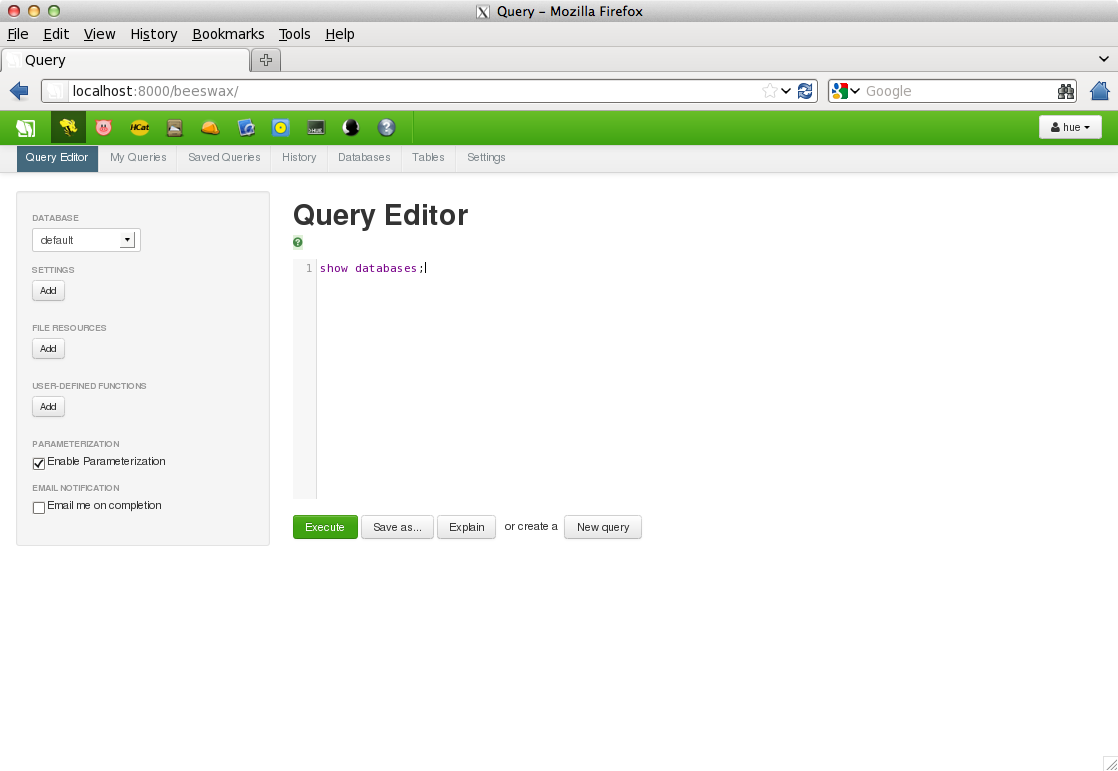 Query – Mozilla Firefox
File Edit View History Bookmarks Tools Help
Query
localhost:8000/beeswax/
Google
HCat
hue
Query Editor My Queries Saved Queries History Databases Tables Settings
DATABASE
default
SETTINGS
Add
FILE RESOURCES
Add
USER-DEFINED FUNCTIONS
Add
PARAMETERIZATION
Enable Parameterization
EMAIL NOTIFICATION
Email me on completion
Query Editor
?
1 show databases;
Execute Save as... Explain or create a New query